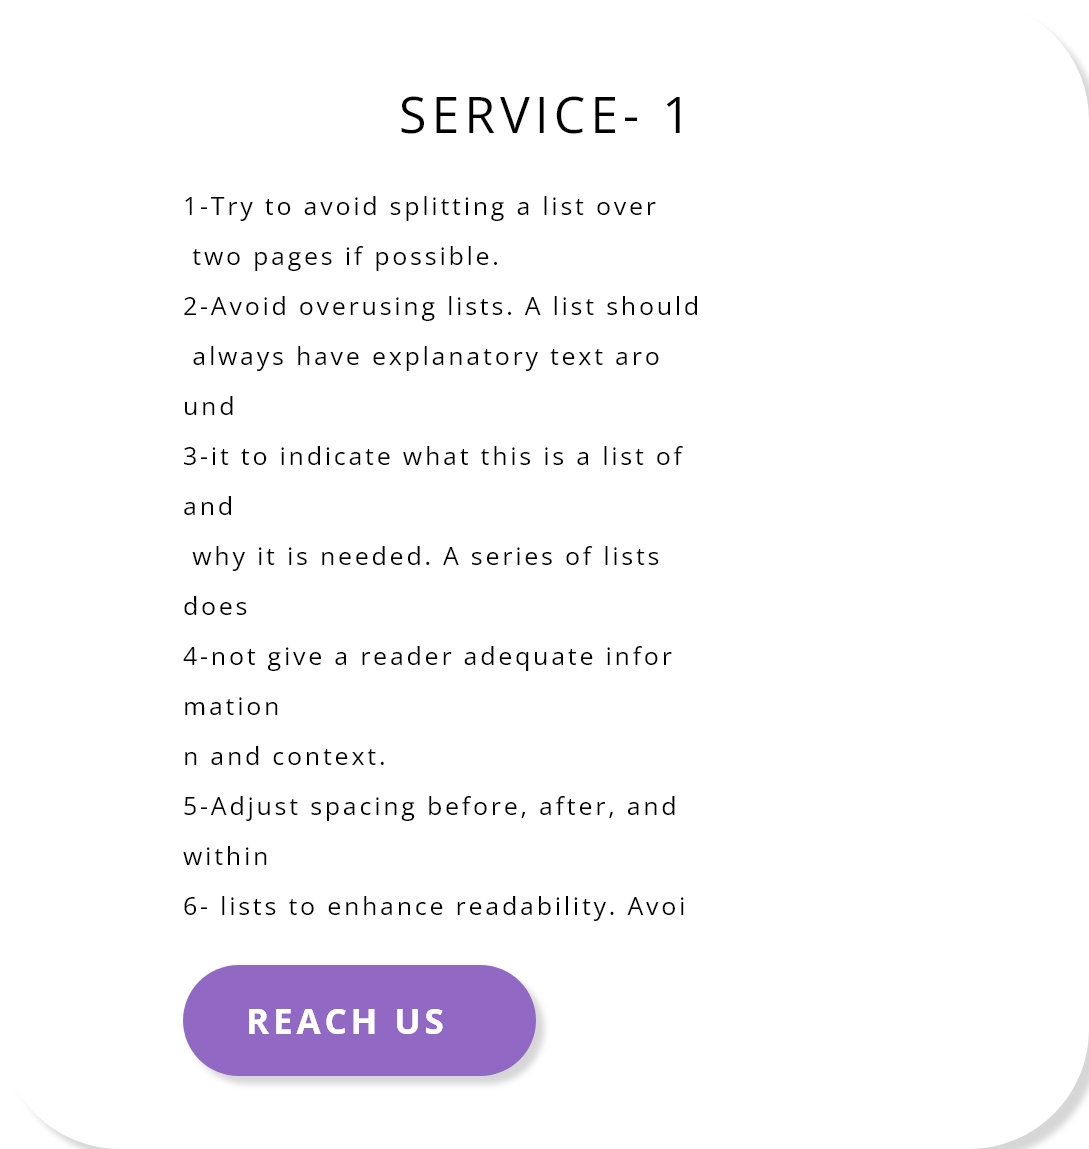 SERVICE- 1
1-Try to avoid splitting a list over
two pages if possible.
2-Avoid overusing lists. A list should
always have explanatory text aro
und
3-it to indicate what this is a list of
and
why it is needed. A series of lists
does
4-not give a reader adequate infor
mation
n and context.
5-Adjust spacing before, after, and
within
6- lists to enhance readability. Avoi
REACH US